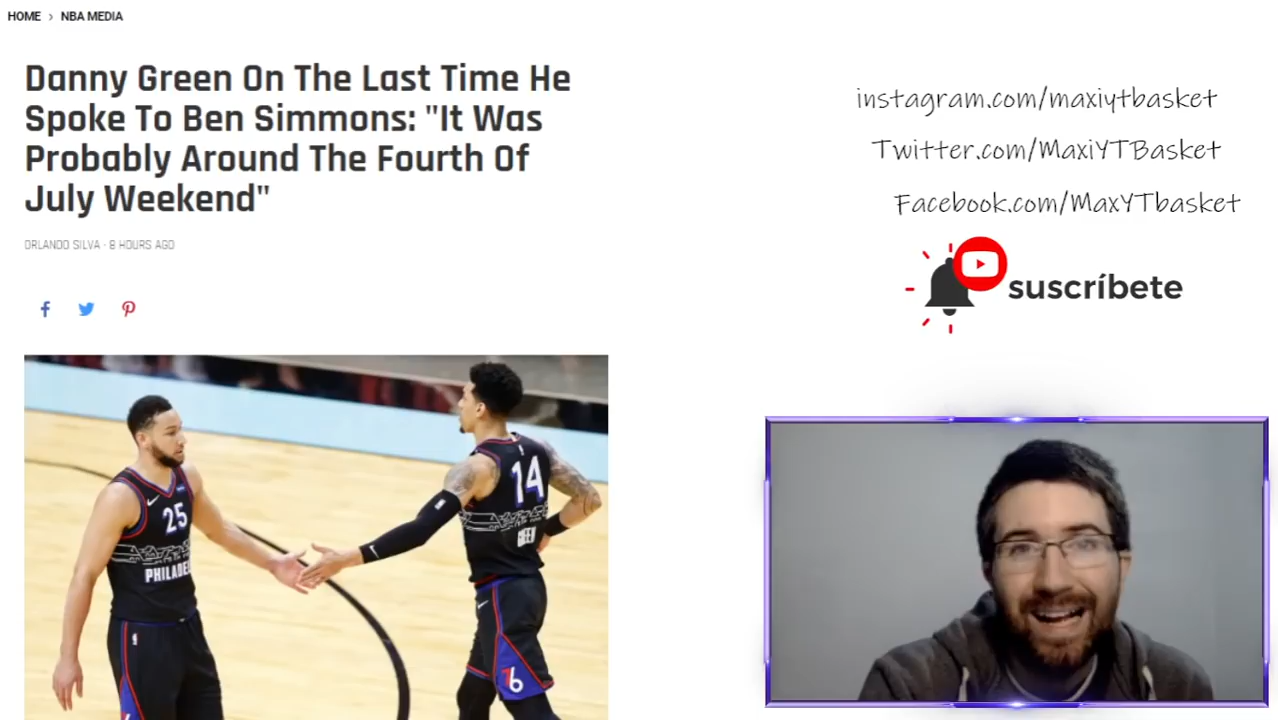 HOME › NBA MEDIA
Danny Green On The Last Time He
Spoke To Ben Simmons: "It Was
Probably Around The Fourth Of
July Weekend"
ORLANDO SILVA · 8 HOURS AGO
instagram.com/maxiytbasket
Twitter.com/MaxiYTBasket
Facebook.com/MaxYTbasket
suscríbete
25
14
GREEN